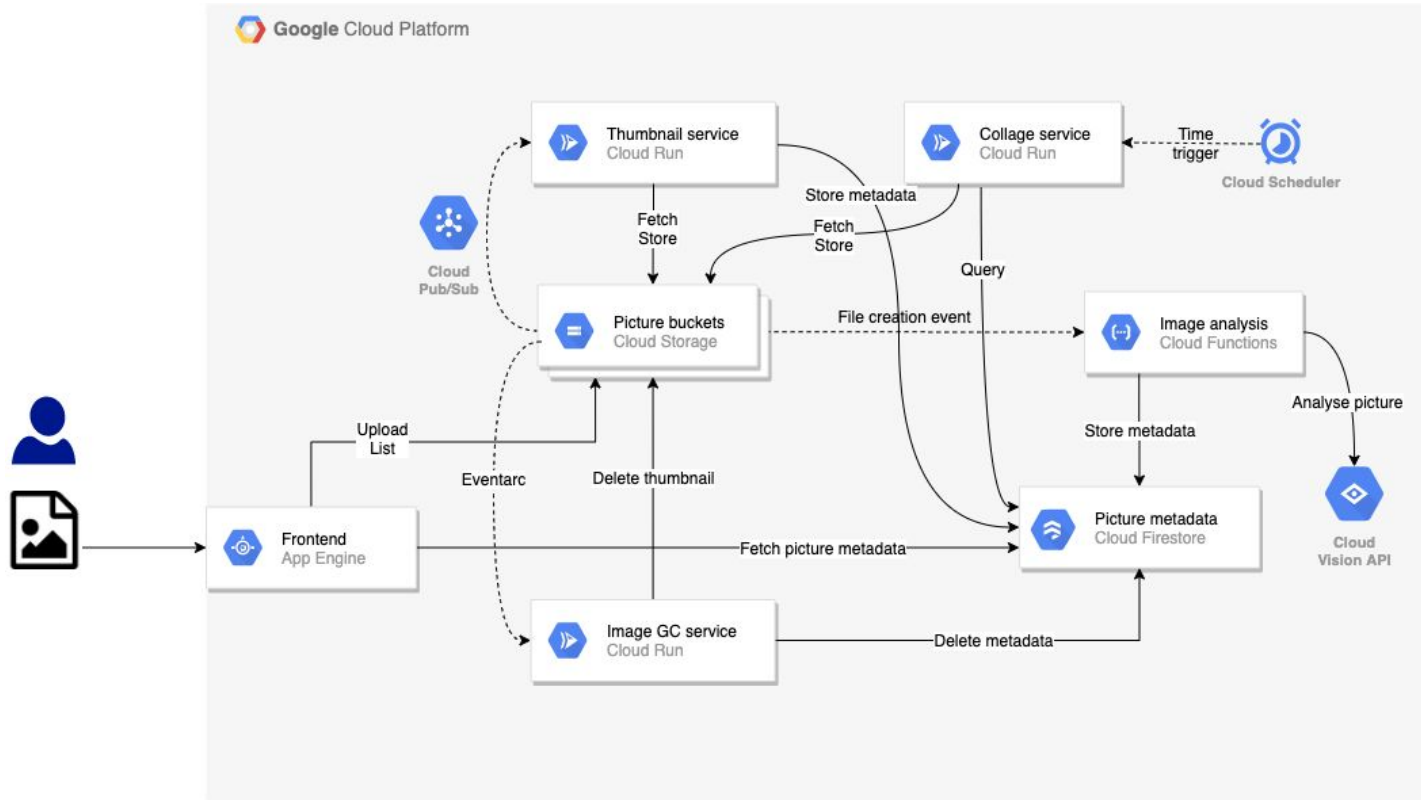 Google Cloud Platform
Thumbnail service
Cloud Run
Collage service
Cloud Run
Time
trigger
Cloud Scheduler
Store metadata
Fetch
Store
Fetch
Store
Cloud
Pub/Sub
Query
Picture buckets
Cloud Storage
File creation event
Image analysis
Cloud Functions
Analyse picture
Upload
List
Store metadata
Eventarc
Delete thumbnail
Picture metadata
Cloud Firestore
Cloud
Vision API
Frontend
App Engine
Fetch picture metadata
Image GC service
Cloud Run
Delete metadata